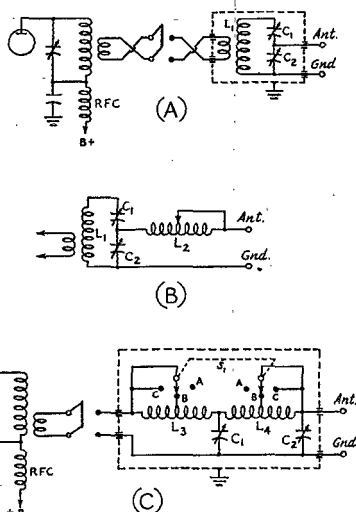 L1
C1
Ant.
C2
Gnd
RFC
B+
(A)
C1
Ant.
L1
L2
C2
Gnd.
(B)
S1
A
A
C
B
B
C
Ant.
L3
L4
C1
C2
Gnd
RFC
(C)